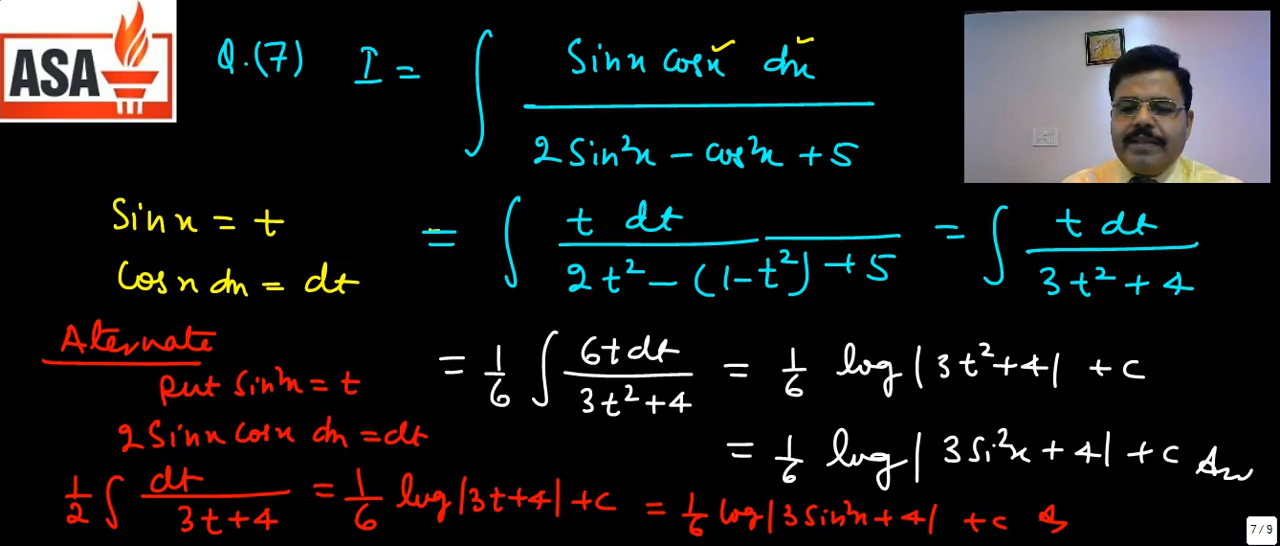 ASA
Q.(7) I = ∫ Sinx cosx dx / (2Sin²x - cos²x + 5)
Sinx = t
Cosx dx = dt
= ∫ t dt / (2t² - (1-t²) + 5) = ∫ t dt / (3t² + 4)
= 1/6 ∫ 6t dt / (3t² + 4) = 1/6 log|3t²+4| + c
= 1/6 log|3Si²x + 4| + c Ans
Alternate
Put Sin²x = t
2Sinx Cosx dx = dt
1/2 ∫ dt / (3t+4) = 1/6 log|3t+4| + c = 1/6 log|3Sin²x + 4| + c A
7/9